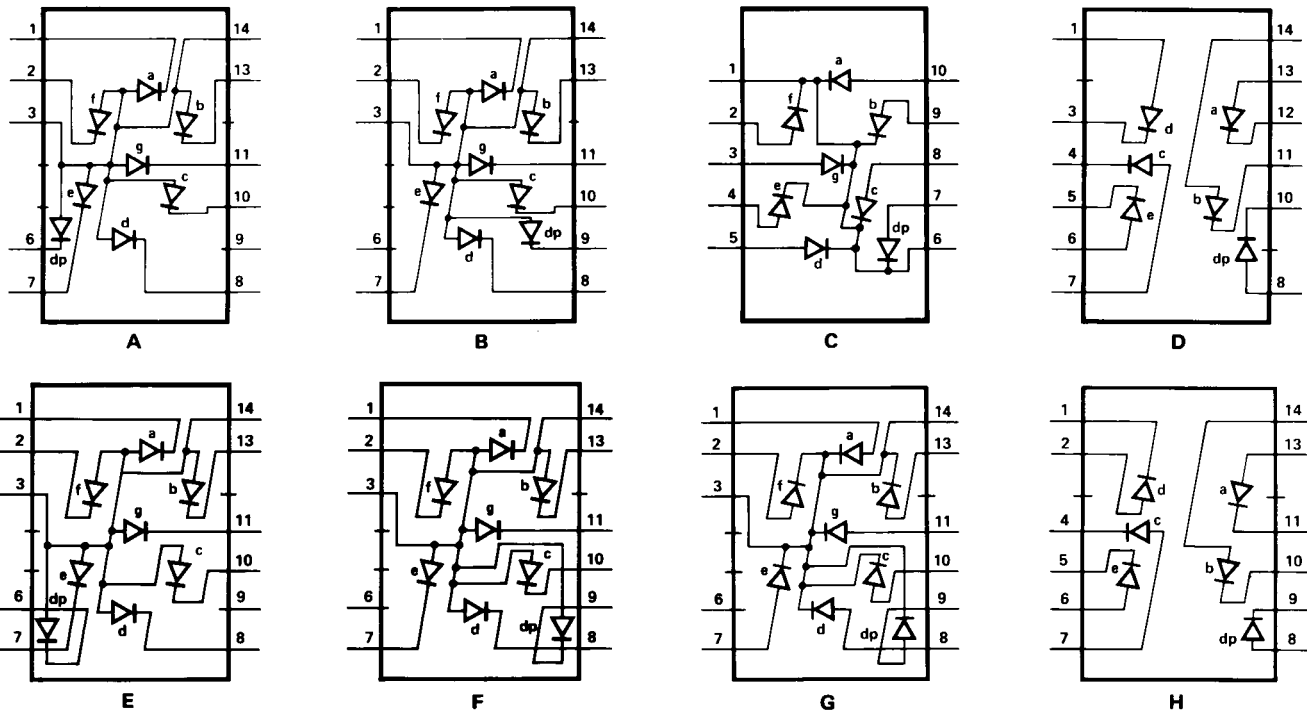 1 14
2 a 13
f b
3
g 11
e c
10
d
6 dp 9
7 8
A
1 14
2 a 13
f b
3
g 11
e c
10
dp
6 d 9
7 8
B
a
1 10
f b 9
2
3 8
g
e c
4 7
dp
5 6
d
C
1 14
13
a
3 12
d
4 c 11
5 10
e b
6 dp
7 8
D
1 14
a
2 13
f b
3
g 11
e c 10
6 dp 9
d
7 8
E
1 14
a
2 13
f b
3
g 11
e c 10
6 9
d dp
7 8
F
1 14
a
2 13
f b
3
g 11
e c 10
6 9
d dp
7 8
G
1 14
2 13
d a
4 c 11
5 10
e b
6 9
dp
7 8
H